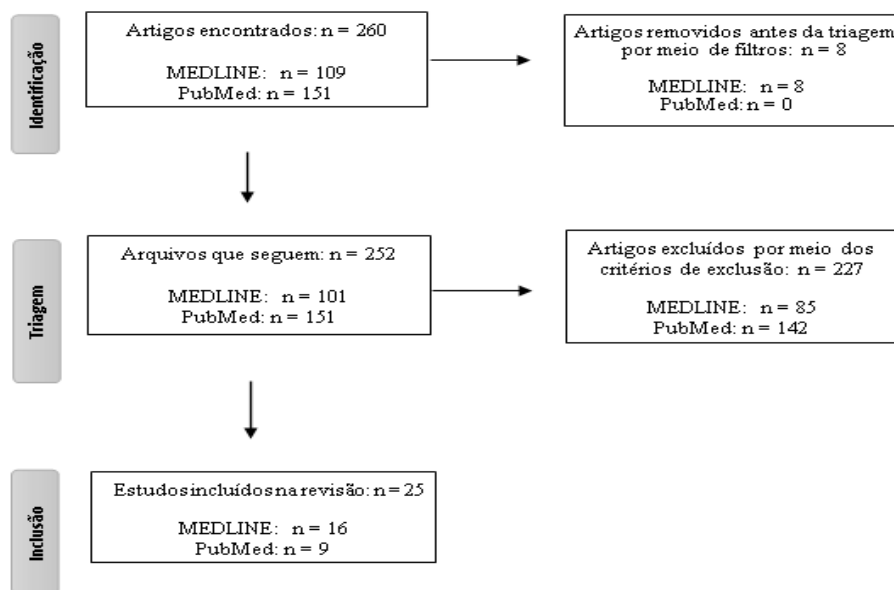 Identificação
Artigos encontrados: n = 260
MEDLINE: n = 109
PubMed: n = 151
Artigos removidos antes da triagem
por meio de filtros: n = 8
MEDLINE: n = 8
PubMed: n = 0
Triagem
Arquivos que seguem: n = 252
MEDLINE: n = 101
PubMed: n = 151
Artigos excluídos por meio dos
critérios de exclusão: n = 227
MEDLINE: n = 85
PubMed: n = 142
Inclusão
Estudos incluídos na revisão: n = 25
MEDLINE: n = 16
PubMed: n = 9